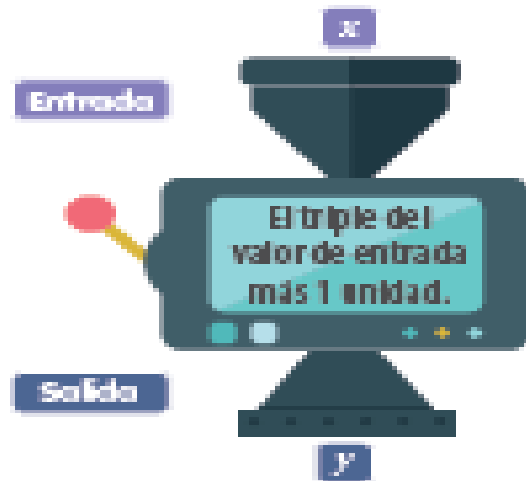 x
Entrada
El triple del
valor de entrada
más 1 unidad.
Salida
y